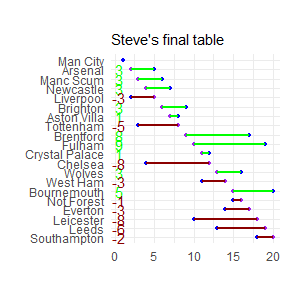 Steve's final table
Man City
Arsenal 3
Manc Scum 3
Newcastle 3
Liverpool -3
Brighton 3
Aston Villa 1
Tottenham -5
Brentford 8
Fulham 9
Crystal Palace 1
Chelsea -8
Wolves 3
West Ham -3
Bournemouth 5
Not Forest -1
Everton -3
Leicester -8
Leeds -6
Southampton -2
0 5 10 15 20